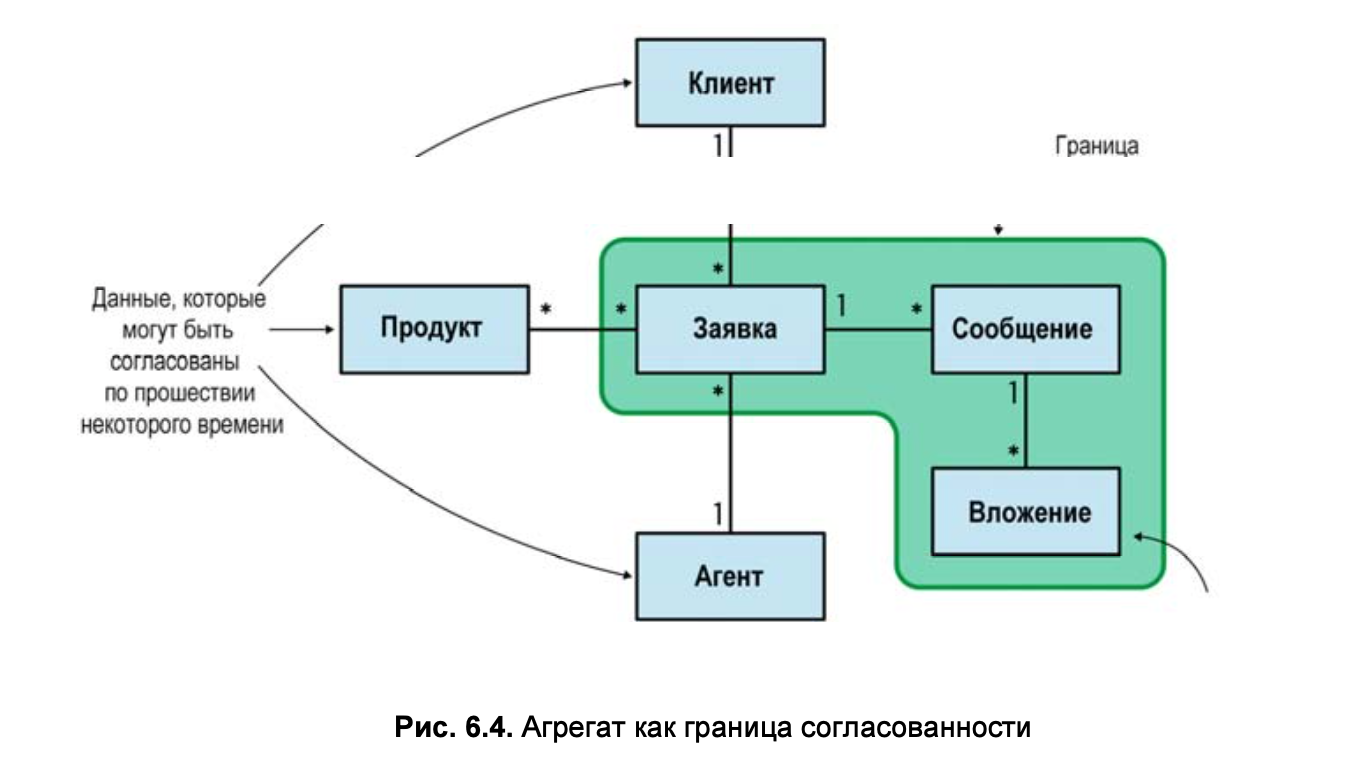 Клиент
1
Граница
*
Данные, которые
могут быть
согласованы
по прошествии
некоторого времени
Продукт
*
*
Заявка
1
*
Сообщение
*
1
1
*
Вложение
Агент
Рис. 6.4. Агрегат как граница согласованности